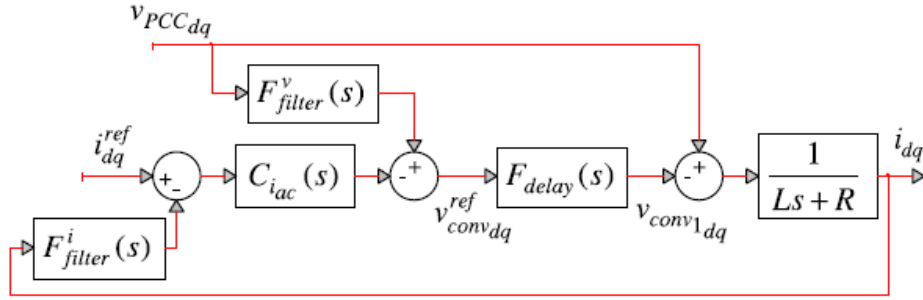 v_{PCC_{dq}}
F^{v}_{filter}(s)
i^{ref}_{dq}
+
-
C_{i_{ac}}(s)
-
+
v^{ref}_{conv_{dq}}
F_{delay}(s)
-
+
v_{conv_{1_{dq}}}
\frac{1}{Ls+R}
i_{dq}
F^{i}_{filter}(s)